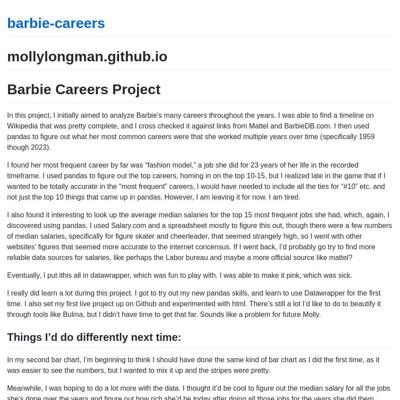 barbie-careers
mollylongman.github.io
Barbie Careers Project
In this project, I initially aimed to analyze Barbie's many careers throughout the years. I was able to find a timeline on
Wikipedia that was pretty complete, and I cross checked it against links from Mattel and BarbieDB.com. I then used
pandas to figure out what her most common careers were that she worked multiple years over time (specifically 1959
though 2023).
I found her most frequent career by far was “fashion model,” a job she did for 23 years of her life in the recorded
timeframe. I used pandas to figure out the top careers, homing in on the top 10-15, but I realized late in the game that if I
wanted to be totally accurate in the “most frequent” careers, I would have needed to include all the ties for “#10” etc. and
not just the top 10 things that came up in pandas. However, I am leaving it for now. I am tired.
I also found it interesting to look up the average median salaries for the top 15 most frequent jobs she had, which, again, I
discovered using pandas. I used Salary.com and a spreadsheet mostly to figure this out, though there were a few numbers
of median salaries, specifically for figure skater and cheerleader, that seemed strangely high, so I went with other
websites' figures that seemed more accurate to the internet concensus. If I went back, I'd probably go try to find more
reliable data sources for salaries, like perhaps the Labor bureau and maybe a more official source like mattel?
Eventually, I put ithis all in datawrapper, which was fun to play with. I was able to make it pink, which was sick.
I really did learn a lot during this project. I got to try out my new pandas skills, and learn to use Datawrapper for the first
time. I also set my first live project up on Github and experimented with html. There's still a lot I'd like to do to beautify it
through tools like Bulma, but I didn't have time to get that far. Sounds like a problem for future Molly.
Things I'd do differently next time:
In my second bar chart, I'm beginning to think I should have done the same kind of bar chart as I did the first time, as it
was easier to see the numbers, but I wanted to mix it up and the stripes were pretty.
Meanwhile, I was hoping to do a lot more with the data. I thought it'd be cool to figure out the median salary for all the jobs
she's done over the years and figure out how rich she'd be today after doing all those jobs for the years she did them.